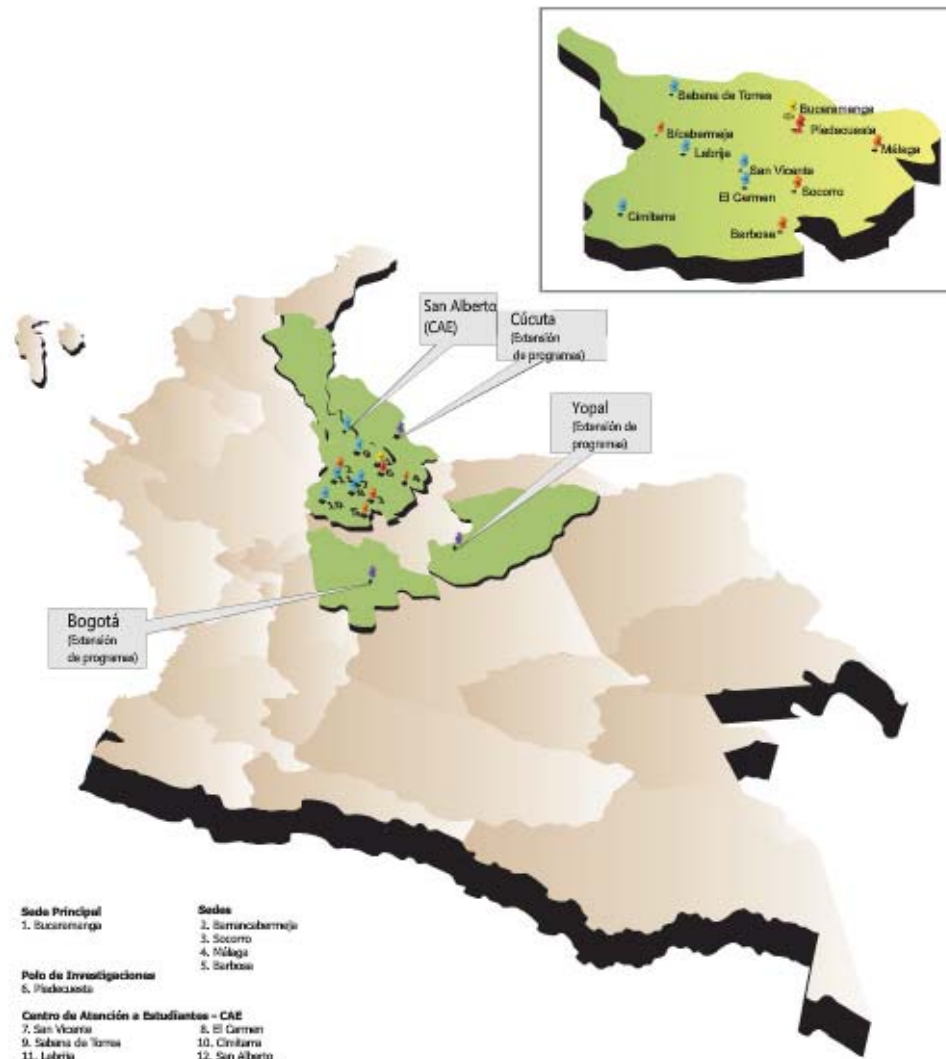 Sabana de Torres
Bucaramanga
B/cabermeja
Piedecuesta
Lebrija
Málaga
San Vicente
El Carmen
Socorro
Cimitarra
Barbosa
San Alberto
(CAE)
Cúcuta
(Extensión
de programas)
Yopal
(Extensión de
programas)
Bogotá
(Extensión
de programas)
Sede Principal
1. Bucaramanga
Sedes
2. Barrancabermeja
3. Socorro
4. Málaga
5. Barbosa
Polo de Investigaciones
6. Piedecuesta
Centro de Atención a Estudiantes - CAE
7. San Vicente
8. El Carmen
9. Sabana de Torres
10. Cimitarra
11. Lebrija
12. San Alberto